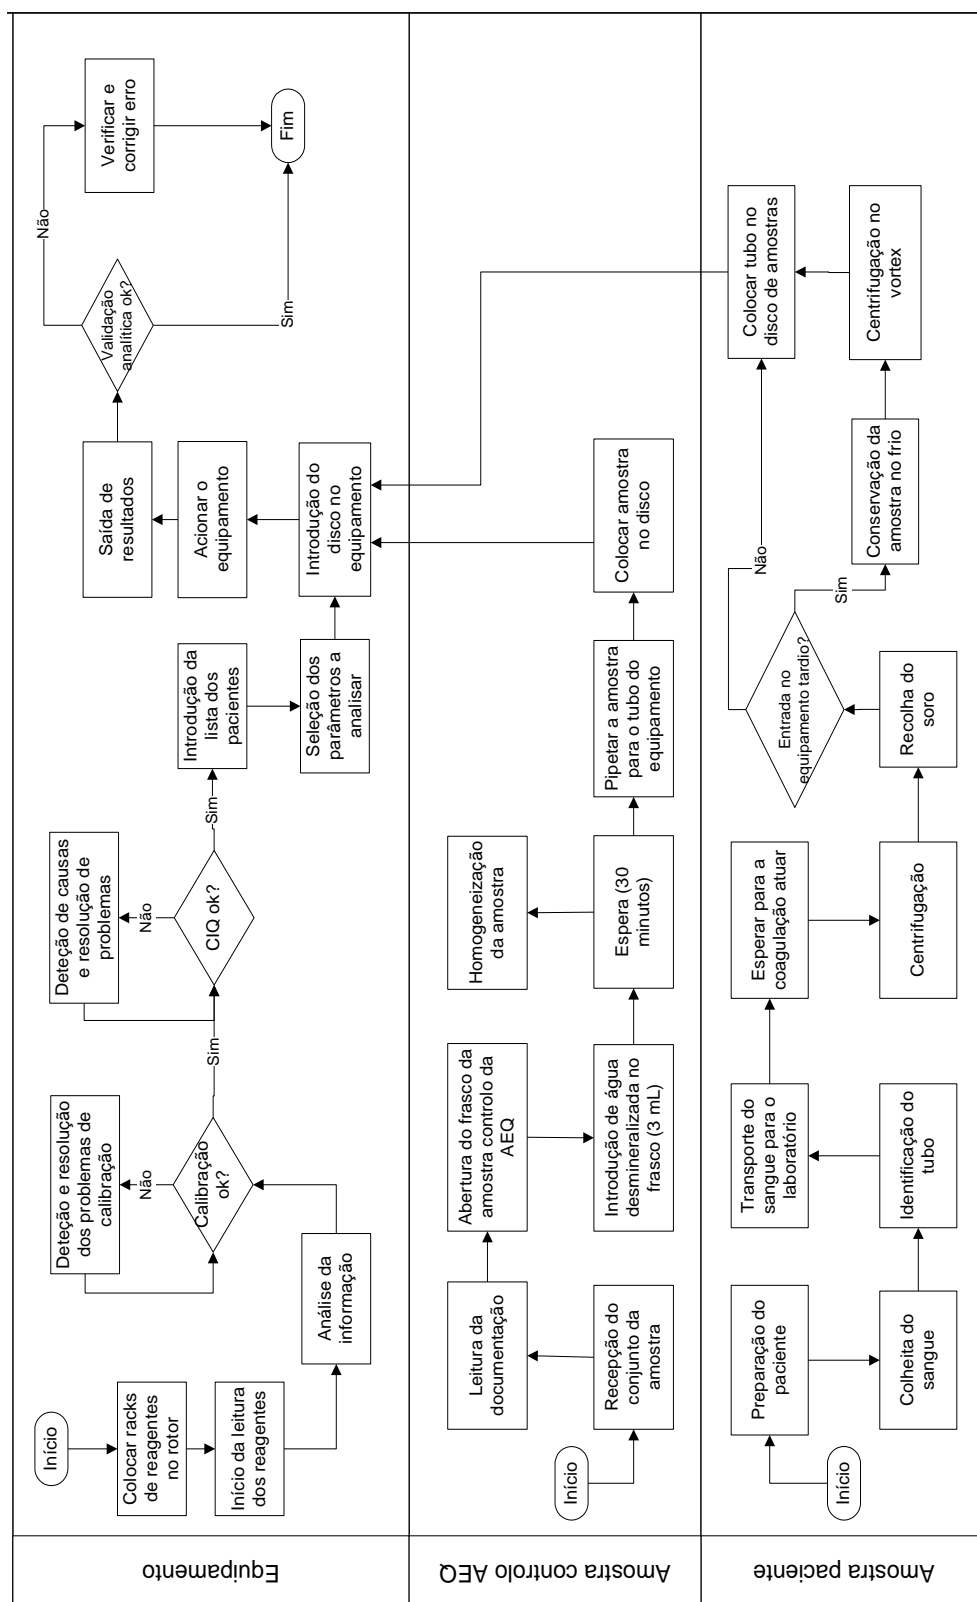 Equipamento
Início
Colocar racks
de reagentes
no rotor
Início da leitura
dos reagentes
Análise da
informação
Deteção e resolução
dos problemas de
calibração
Não
Calibração
ok?
Sim
Deteção de causas
e resolução de
problemas
Não
CIQ ok?
Sim
Introdução da
lista dos
pacientes
Seleção dos
parâmetros a
analisar
Introdução do
disco no
equipamento
Acionar o
equipamento
Saída de
resultados
Validação
analítica ok?
Não
Sim
Verificar e
corrigir erro
Fim
Amostra controlo AEQ
Início
Recepção do
conjunto da
amostra
Leitura da
documentação
Abertura do frasco da
amostra controlo da
AEQ
Introdução de água
desmineralizada no
frasco (3 mL)
Espera (30
minutos)
Homogeneização
da amostra
Pipetar a amostra
para o tubo do
equipamento
Colocar amostra
no disco
Amostra paciente
Início
Preparação do
paciente
Colheita do
sangue
Identificação do
tubo
Transporte do
sangue para o
laboratório
Esperar para a
coagulação atuar
Centrifugação
Recolha do
soro
Entrada no
equipamento tardio?
Não
Sim
Conservação da
amostra no frio
Centrifugação no
vortex
Colocar tubo no
disco de amostras